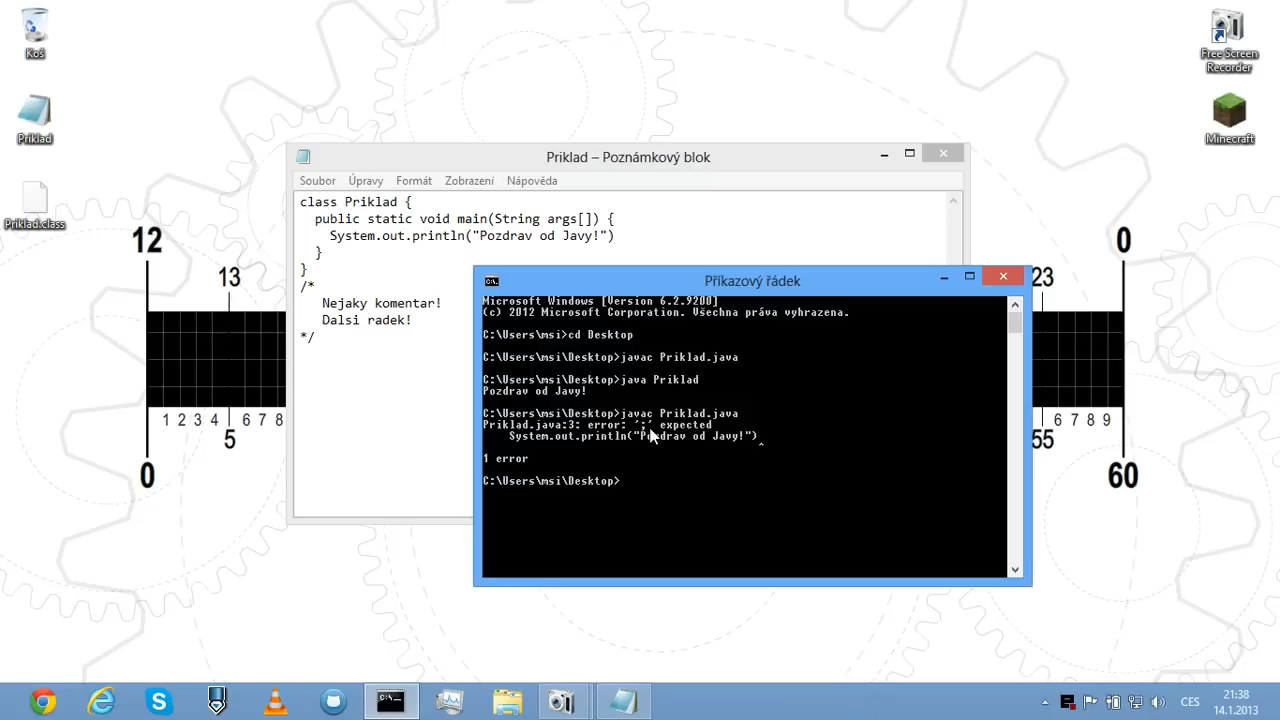 Koš
Priklad
Priklad.class
Free Screen
Recorder
Minecraft
12
13
1 2 3 4 6 7 8
5
0
0
23
6 7 8 9
55
60
Priklad – Poznámkový blok
Soubor Úpravy Formát Zobrazení Nápověda
class Priklad {
public static void main(String args[]) {
System.out.println("Pozdrav od Javy!")
}
}
/*
Nejaky komentar!
Dalsi radek!
*/
Příkazový řádek
Microsoft Windows [Version 6.2.9200]
(c) 2012 Microsoft Corporation. Všechna práva vyhrazena.
C:\Users\msi>cd Desktop
C:\Users\msi\Desktop>javac Priklad.java
C:\Users\msi\Desktop>java Priklad
Pozdrav od Javy!
C:\Users\msi\Desktop>javac Priklad.java
Priklad.java:3: error: ';' expected
System.out.println("Pozdrav od Javy!")
^
1 error
C:\Users\msi\Desktop>
CES
21:38
14.1.2013